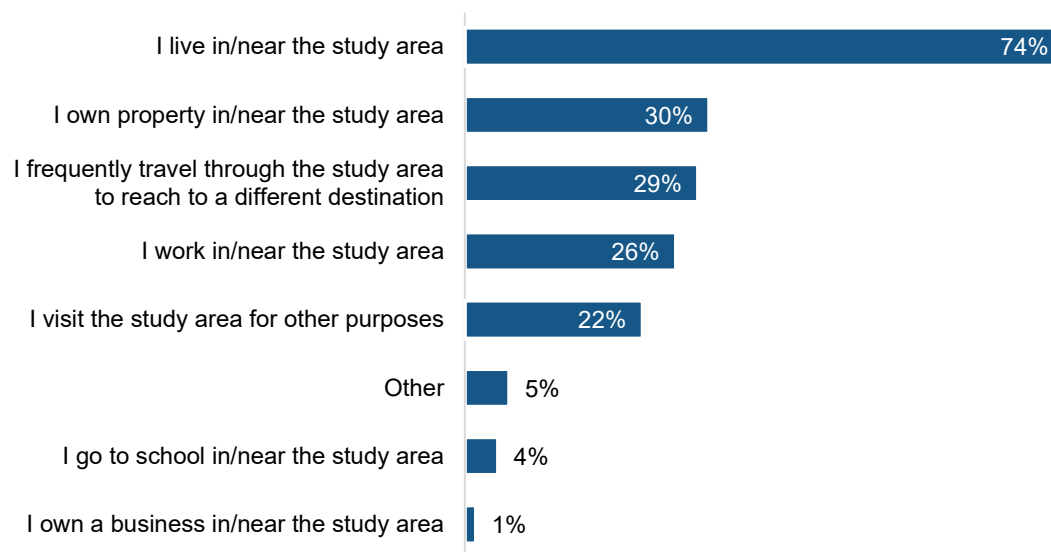 I live in/near the study area
74%
I own property in/near the study area
30%
I frequently travel through the study area
to reach to a different destination
29%
I work in/near the study area
26%
I visit the study area for other purposes
22%
Other
5%
I go to school in/near the study area
4%
I own a business in/near the study area
1%